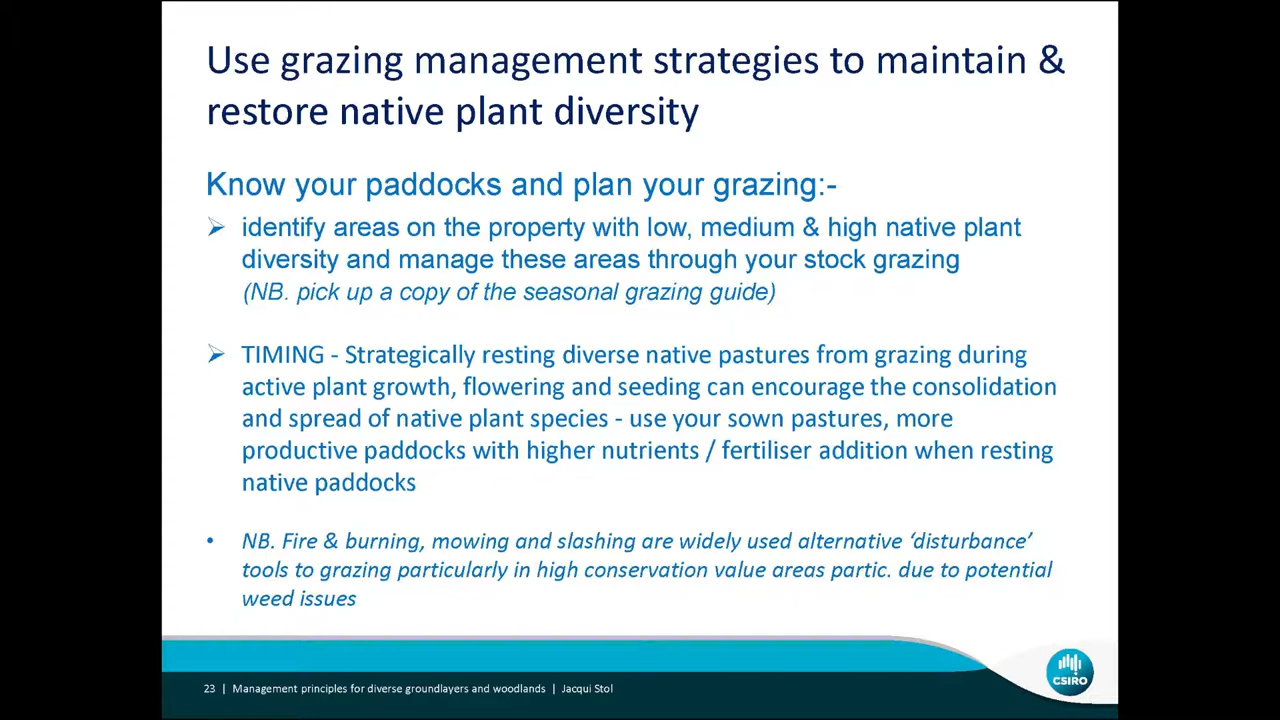 Use grazing management strategies to maintain &
restore native plant diversity
Know your paddocks and plan your grazing:-
➢ identify areas on the property with low, medium & high native plant
diversity and manage these areas through your stock grazing
(NB. pick up a copy of the seasonal grazing guide)
➢ TIMING - Strategically resting diverse native pastures from grazing during
active plant growth, flowering and seeding can encourage the consolidation
and spread of native plant species - use your sown pastures, more
productive paddocks with higher nutrients / fertiliser addition when resting
native paddocks
• NB. Fire & burning, mowing and slashing are widely used alternative ‘disturbance’
tools to grazing particularly in high conservation value areas partic. due to potential
weed issues
23 | Management principles for diverse groundlayers and woodlands | Jacqui Stol
CSIRO